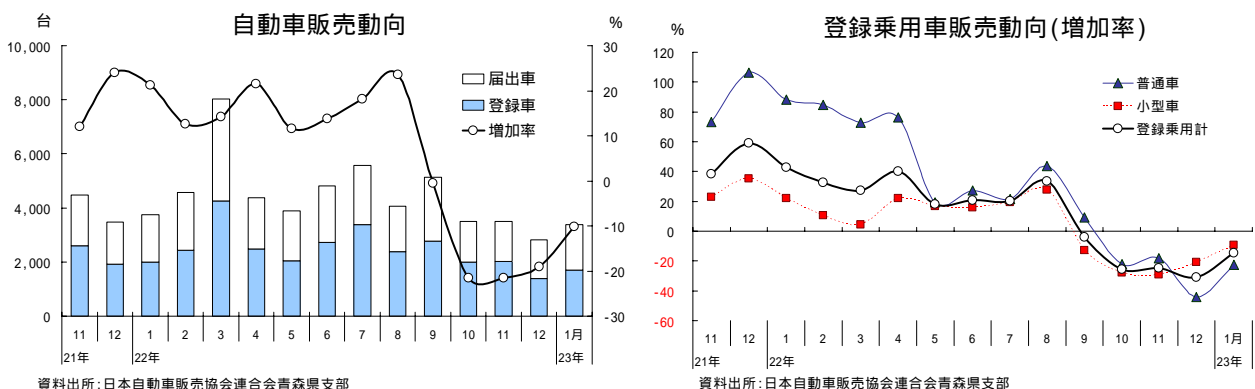 自動車販売動向
台
%
10,000
8,000
6,000
4,000
2,000
0
30
20
10
0
-10
-20
-30
届出車
登録車
増加率
11 12 1 2 3 4 5 6 7 8 9 10 11 12 1月
21年 22年 23年
資料出所:日本自動車販売協会連合会青森県支部
登録乗用車販売動向(増加率)
%
120
100
80
60
40
20
0
-20
-40
-60
普通車
小型車
登録乗用計
11 12 1 2 3 4 5 6 7 8 9 10 11 12 1月
21年 22年 23年
資料出所:日本自動車販売協会連合会青森県支部